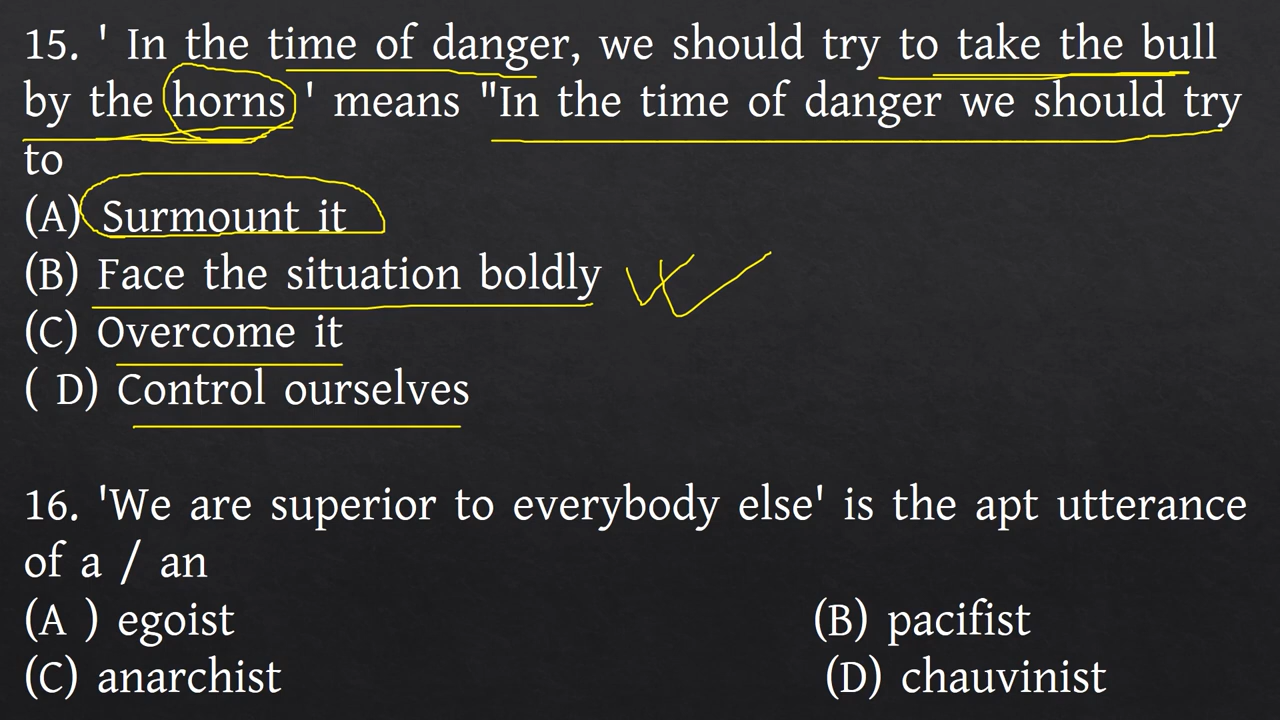 15. ' In the time of danger, we should try to take the bull
by the horns ' means "In the time of danger we should try
to
(A) Surmount it
(B) Face the situation boldly
(C) Overcome it
( D) Control ourselves
16. 'We are superior to everybody else' is the apt utterance
of a / an
(A ) egoist (B) pacifist
(C) anarchist (D) chauvinist